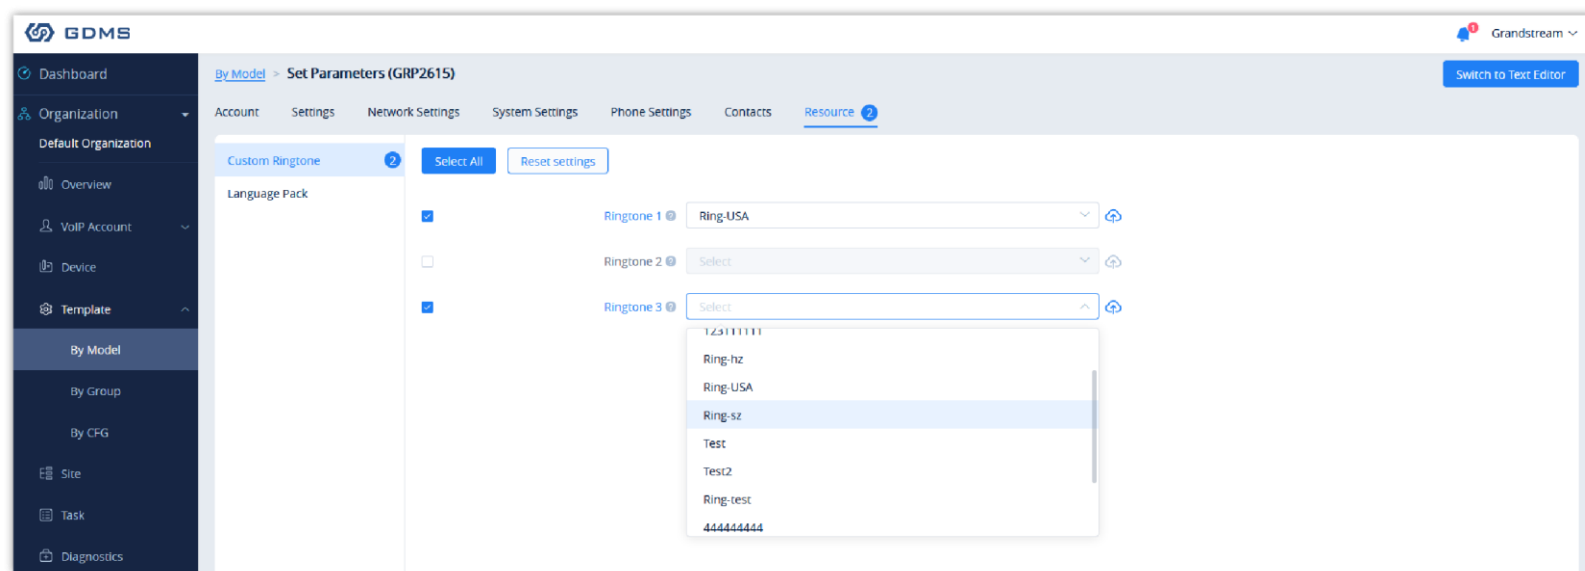 GDMS
1
Grandstream
Dashboard
By Model > Set Parameters (GRP2615)
Switch to Text Editor
Organization
Default Organization
Account Settings Network Settings System Settings Phone Settings Contacts Resource 2
Custom Ringtone 2
Select All Reset settings
Language Pack
Overview
VoIP Account
Device
Template
By Model
By Group
By CFG
Site
Task
Diagnostics
Ringtone 1 Ring-USA
Ringtone 2 Select
Ringtone 3 Select
123111111
Ring-hz
Ring-USA
Ring-sz
Test
Test2
Ring-test
444444444